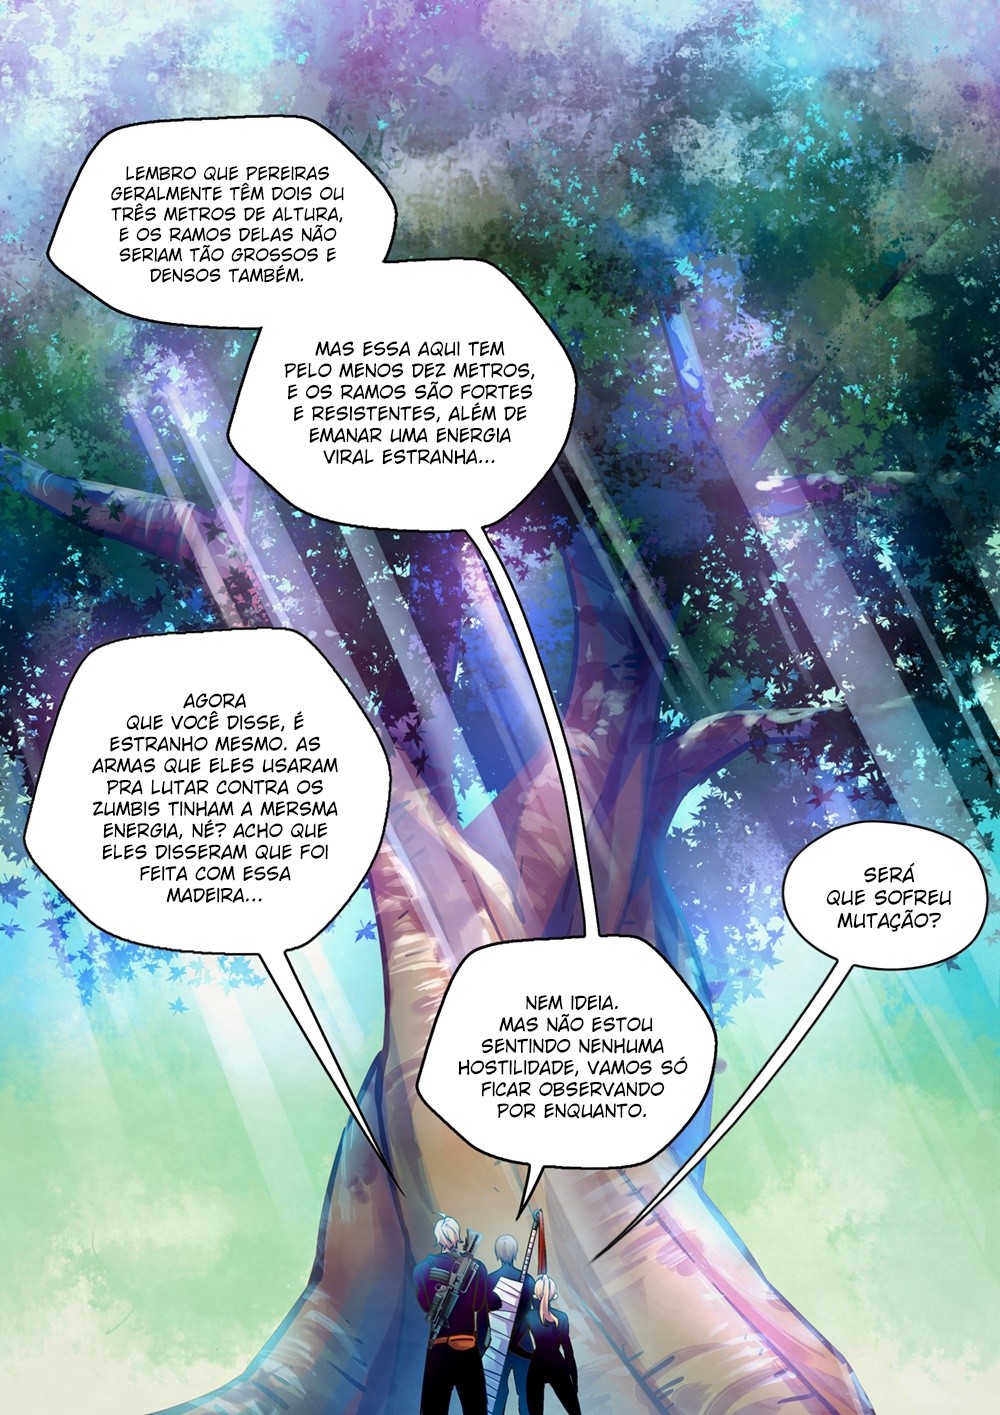 LEMBRO QUE PEREIRAS
GERALMENTE TÊM DOIS OU
TRÊS METROS DE ALTURA,
E OS RAMOS DELAS NÃO
SERIAM TÃO GROSSOS E
DENSOS TAMBÉM.
MAS ESSA AQUI TEM
PELO MENOS DEZ METROS,
E OS RAMOS SÃO FORTES
E RESISTENTES, ALÉM DE
EMANAR UMA ENERGIA
VIRAL ESTRANHA...
AGORA
QUE VOCÊ DISSE, É
ESTRANHO MESMO. AS
ARMAS QUE ELES USARAM
PRA LUTAR CONTRA OS
ZUMBIS TINHAM A MERSMA
ENERGIA, NÉ? ACHO QUE
ELES DISSERAM QUE FOI
FEITA COM ESSA
MADEIRA...
SERÁ
QUE SOFREU
MUTAÇÃO?
NEM IDEIA.
MAS NÃO ESTOU
SENTINDO NENHUMA
HOSTILIDADE, VAMOS SÓ
FICAR OBSERVANDO
POR ENQUANTO.